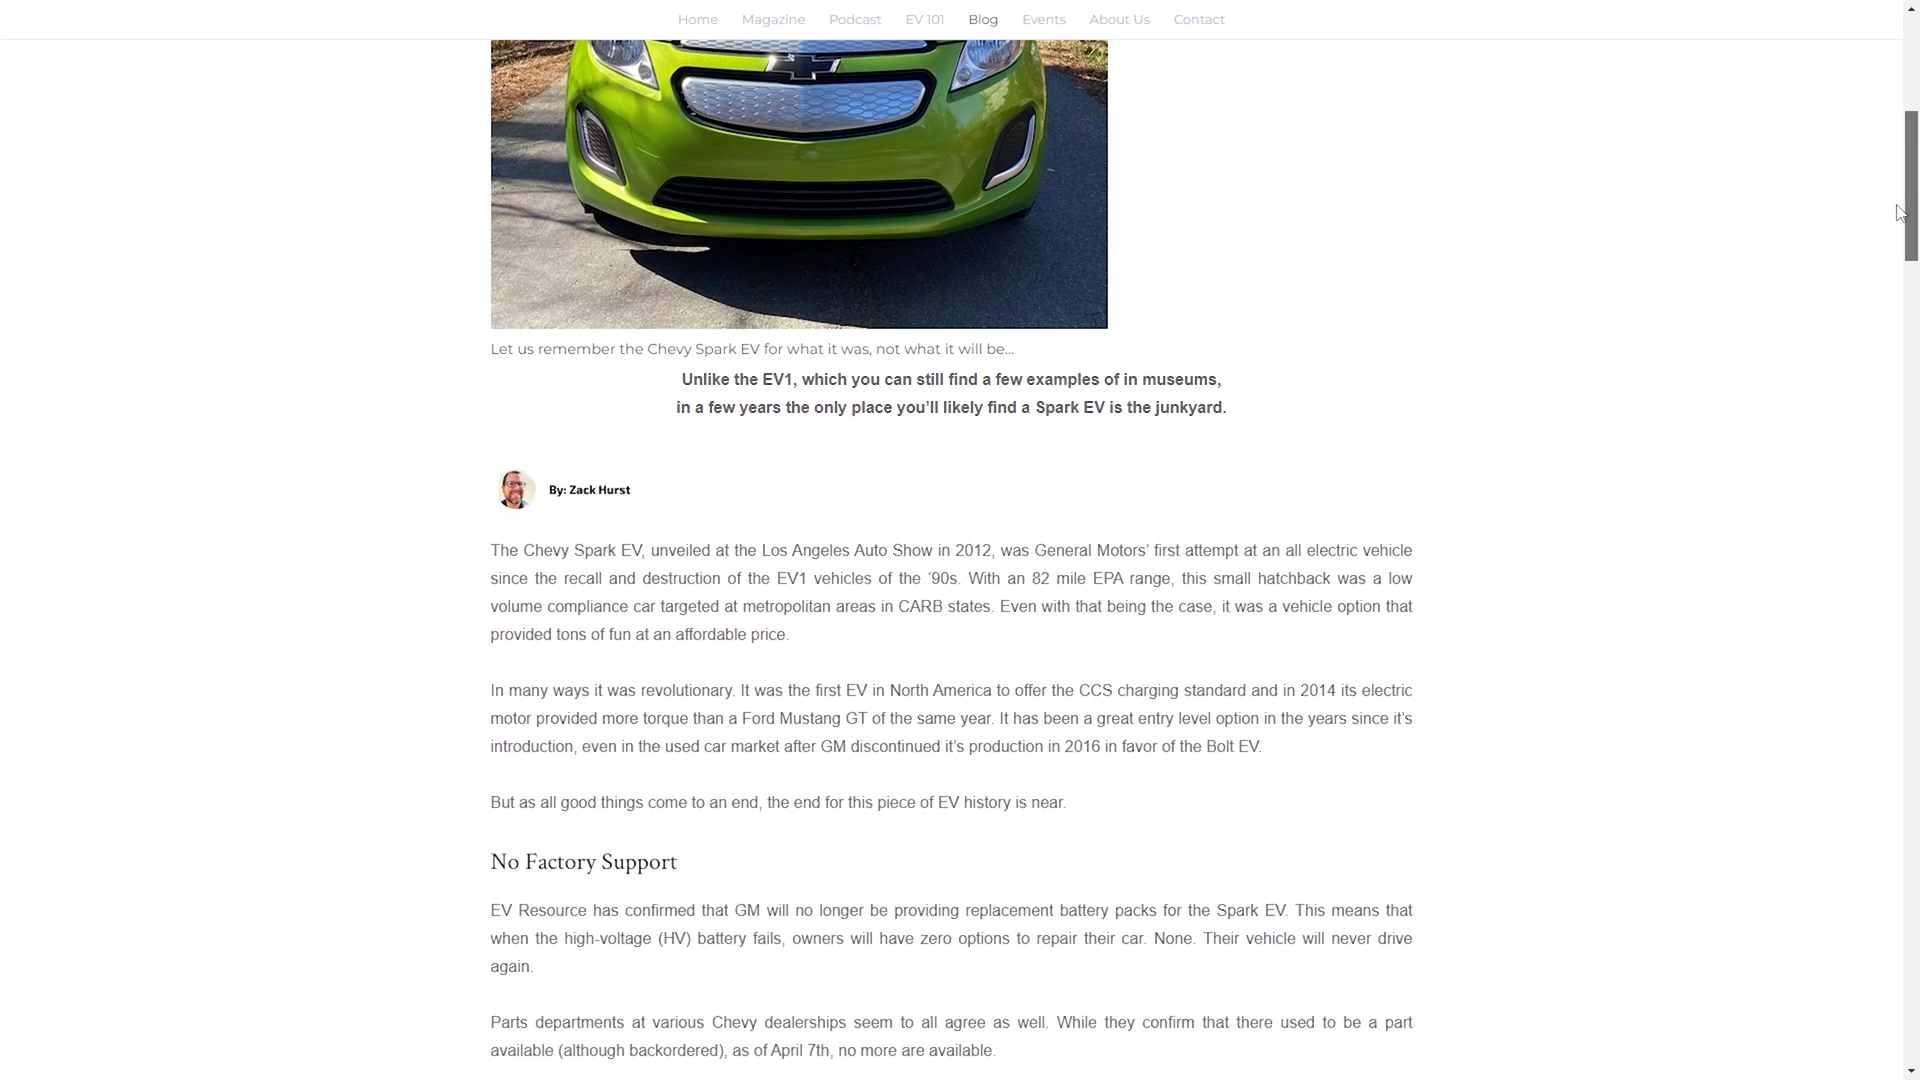 Home Magazine Podcast EV 101 Blog Events About Us Contact
Let us remember the Chevy Spark EV for what it was, not what it will be...
Unlike the EV1, which you can still find a few examples of in museums,
in a few years the only place you’ll likely find a Spark EV is the junkyard.
By: Zack Hurst
The Chevy Spark EV, unveiled at the Los Angeles Auto Show in 2012, was General Motors’ first attempt at an all electric vehicle
since the recall and destruction of the EV1 vehicles of the ’90s. With an 82 mile EPA range, this small hatchback was a low
volume compliance car targeted at metropolitan areas in CARB states. Even with that being the case, it was a vehicle option that
provided tons of fun at an affordable price.
In many ways it was revolutionary. It was the first EV in North America to offer the CCS charging standard and in 2014 its electric
motor provided more torque than a Ford Mustang GT of the same year. It has been a great entry level option in the years since it’s
introduction, even in the used car market after GM discontinued it’s production in 2016 in favor of the Bolt EV.
But as all good things come to an end, the end for this piece of EV history is near.
No Factory Support
EV Resource has confirmed that GM will no longer be providing replacement battery packs for the Spark EV. This means that
when the high-voltage (HV) battery fails, owners will have zero options to repair their car. None. Their vehicle will never drive
again.
Parts departments at various Chevy dealerships seem to all agree as well. While they confirm that there used to be a part
available (although backordered), as of April 7th, no more are available.